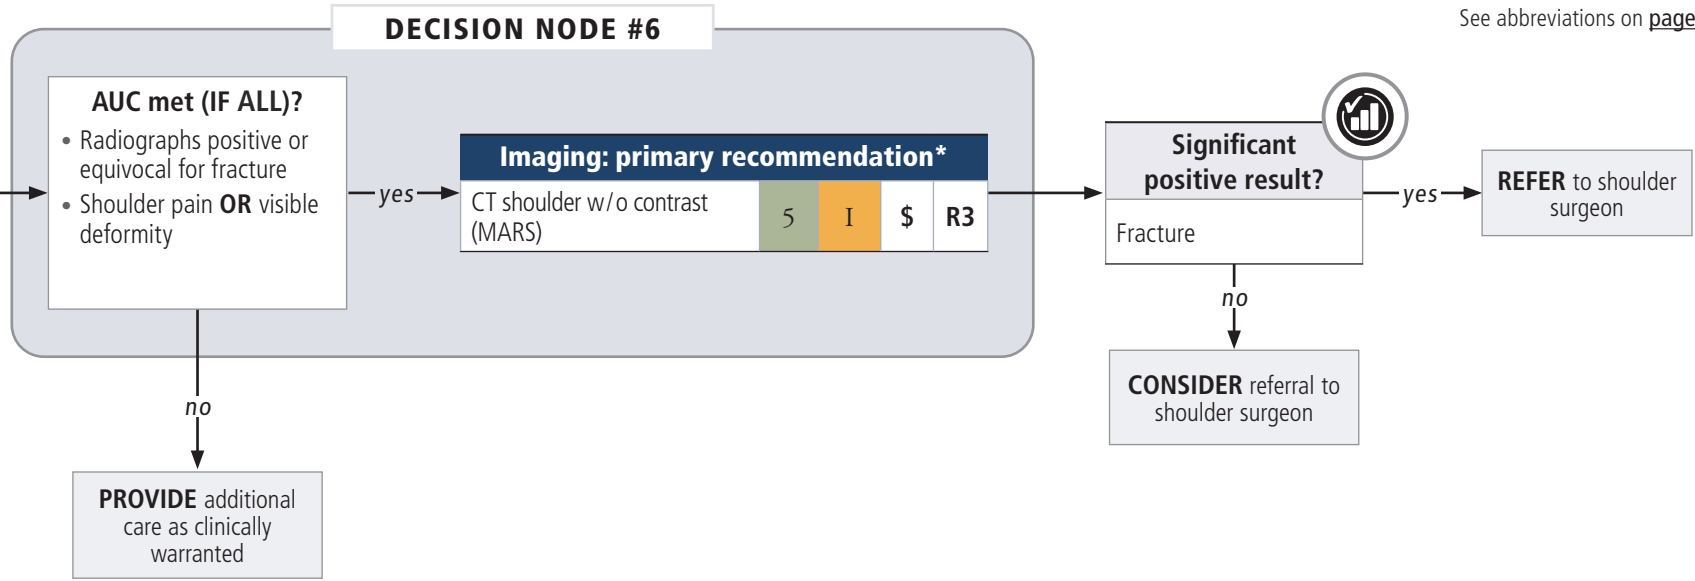 DECISION NODE #6
See abbreviations on page
AUC met (IF ALL)?
• Radiographs positive or
equivocal for fracture
• Shoulder pain OR visible
deformity
yes
Imaging: primary recommendation*
CT shoulder w/o contrast
(MARS)
5 I $ R3
Significant
positive result?
Fracture
yes
REFER to shoulder
surgeon
no
CONSIDER referral to
shoulder surgeon
no
PROVIDE additional
care as clinically
warranted